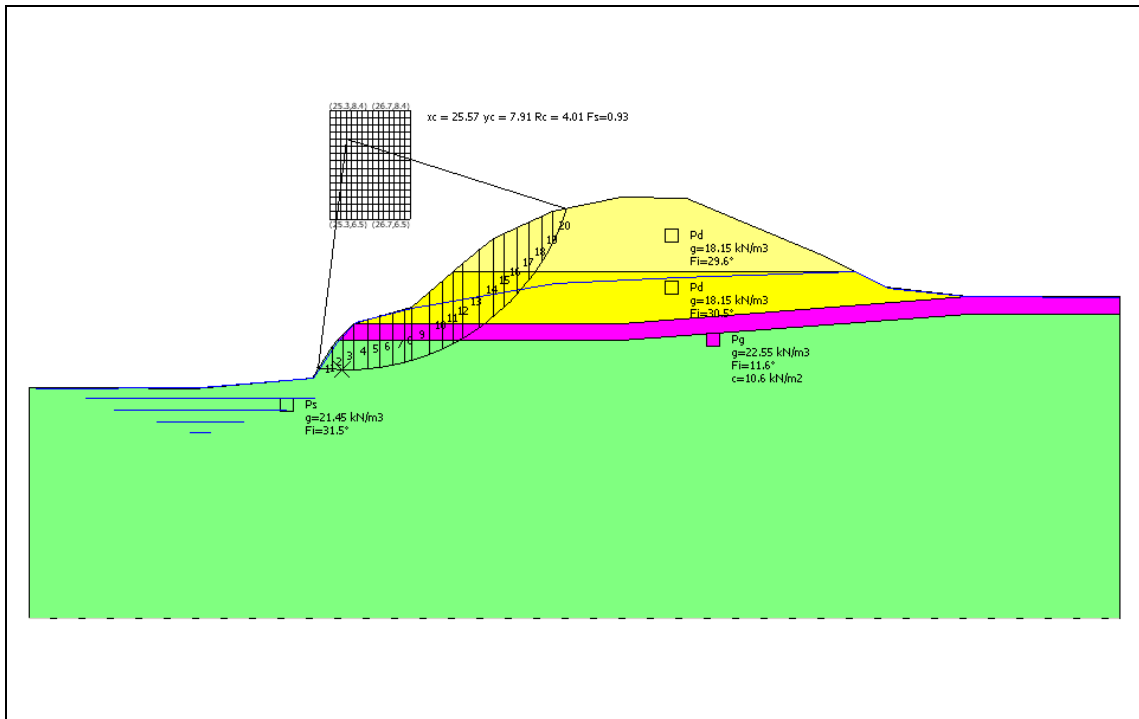 (25.3,8.4) (26.7,8.4)
xc = 25.57 yc = 7.91 Rc = 4.01 Fs=0.93
(25.3,6.5) (26.7,6.5)
20
19
18
17
16
15
14
13
12
11
10
9
8
7
6
5
4
3
2
1
Pd
g=18.15 kN/m3
Fi=29.6°
Pd
g=18.15 kN/m3
Fi=30.5°
Pg
g=22.55 kN/m3
Fi=11.6°
c=10.6 kN/m2
Ps
g=21.45 kN/m3
Fi=31.5°